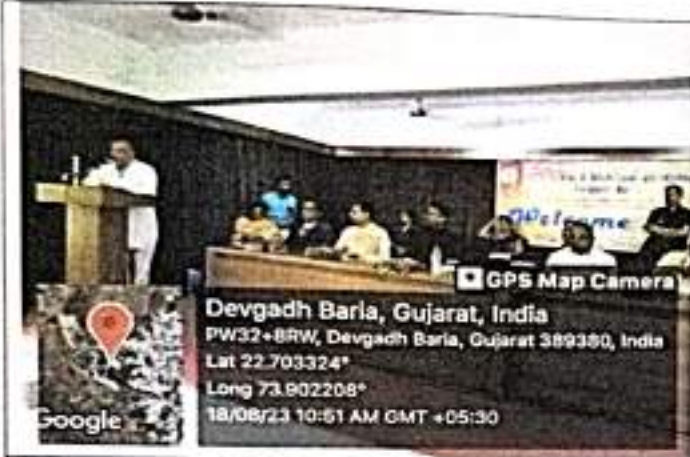 Welcome
GPS Map Camera
Devgadh Baria, Gujarat, India
PW32+8RW, Devgadh Baria, Gujarat 389380, India
Lat 22.703324°
Long 73.902208°
18/08/23 10:51 AM GMT +05:30
Google